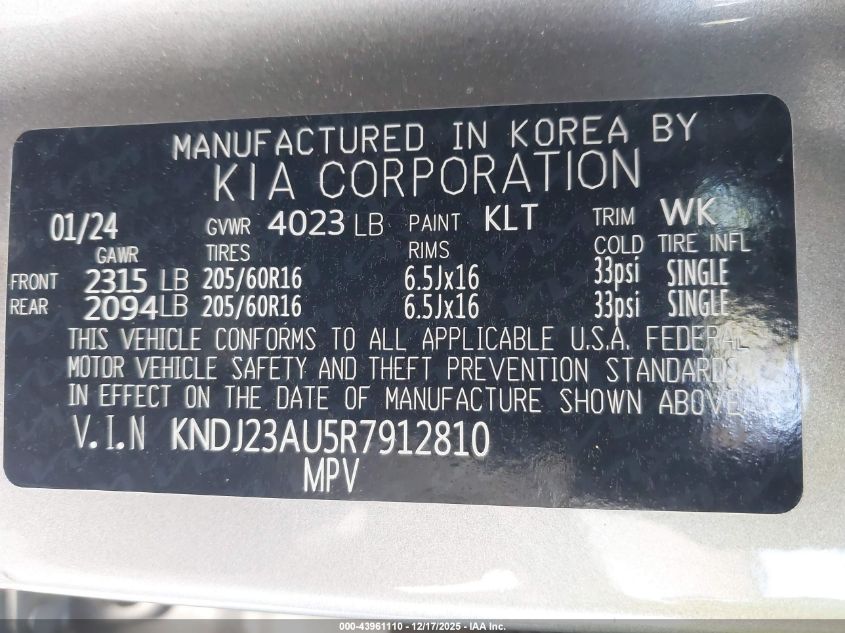 MANUFACTURED IN KOREA BY
KIA CORPORATION
01/24 GVWR 4023 LB PAINT KLT TRIM WK
GAWR TIRES RIMS COLD TIRE INFL
FRONT 2315 LB 205/60R16 6.5Jx16 33psi SINGLE
REAR 2094 LB 205/60R16 6.5Jx16 33psi SINGLE
THIS VEHICLE CONFORMS TO ALL APPLICABLE U.S.A. FEDERAL
MOTOR VEHICLE SAFETY AND THEFT PREVENTION STANDARDS
IN EFFECT ON THE DATE OF MANUFACTURE SHOWN ABOVE
V.I.N KNDJ23AU5R7912810
MPV
000-43961110 - 12/17/2025 - IAA Inc.